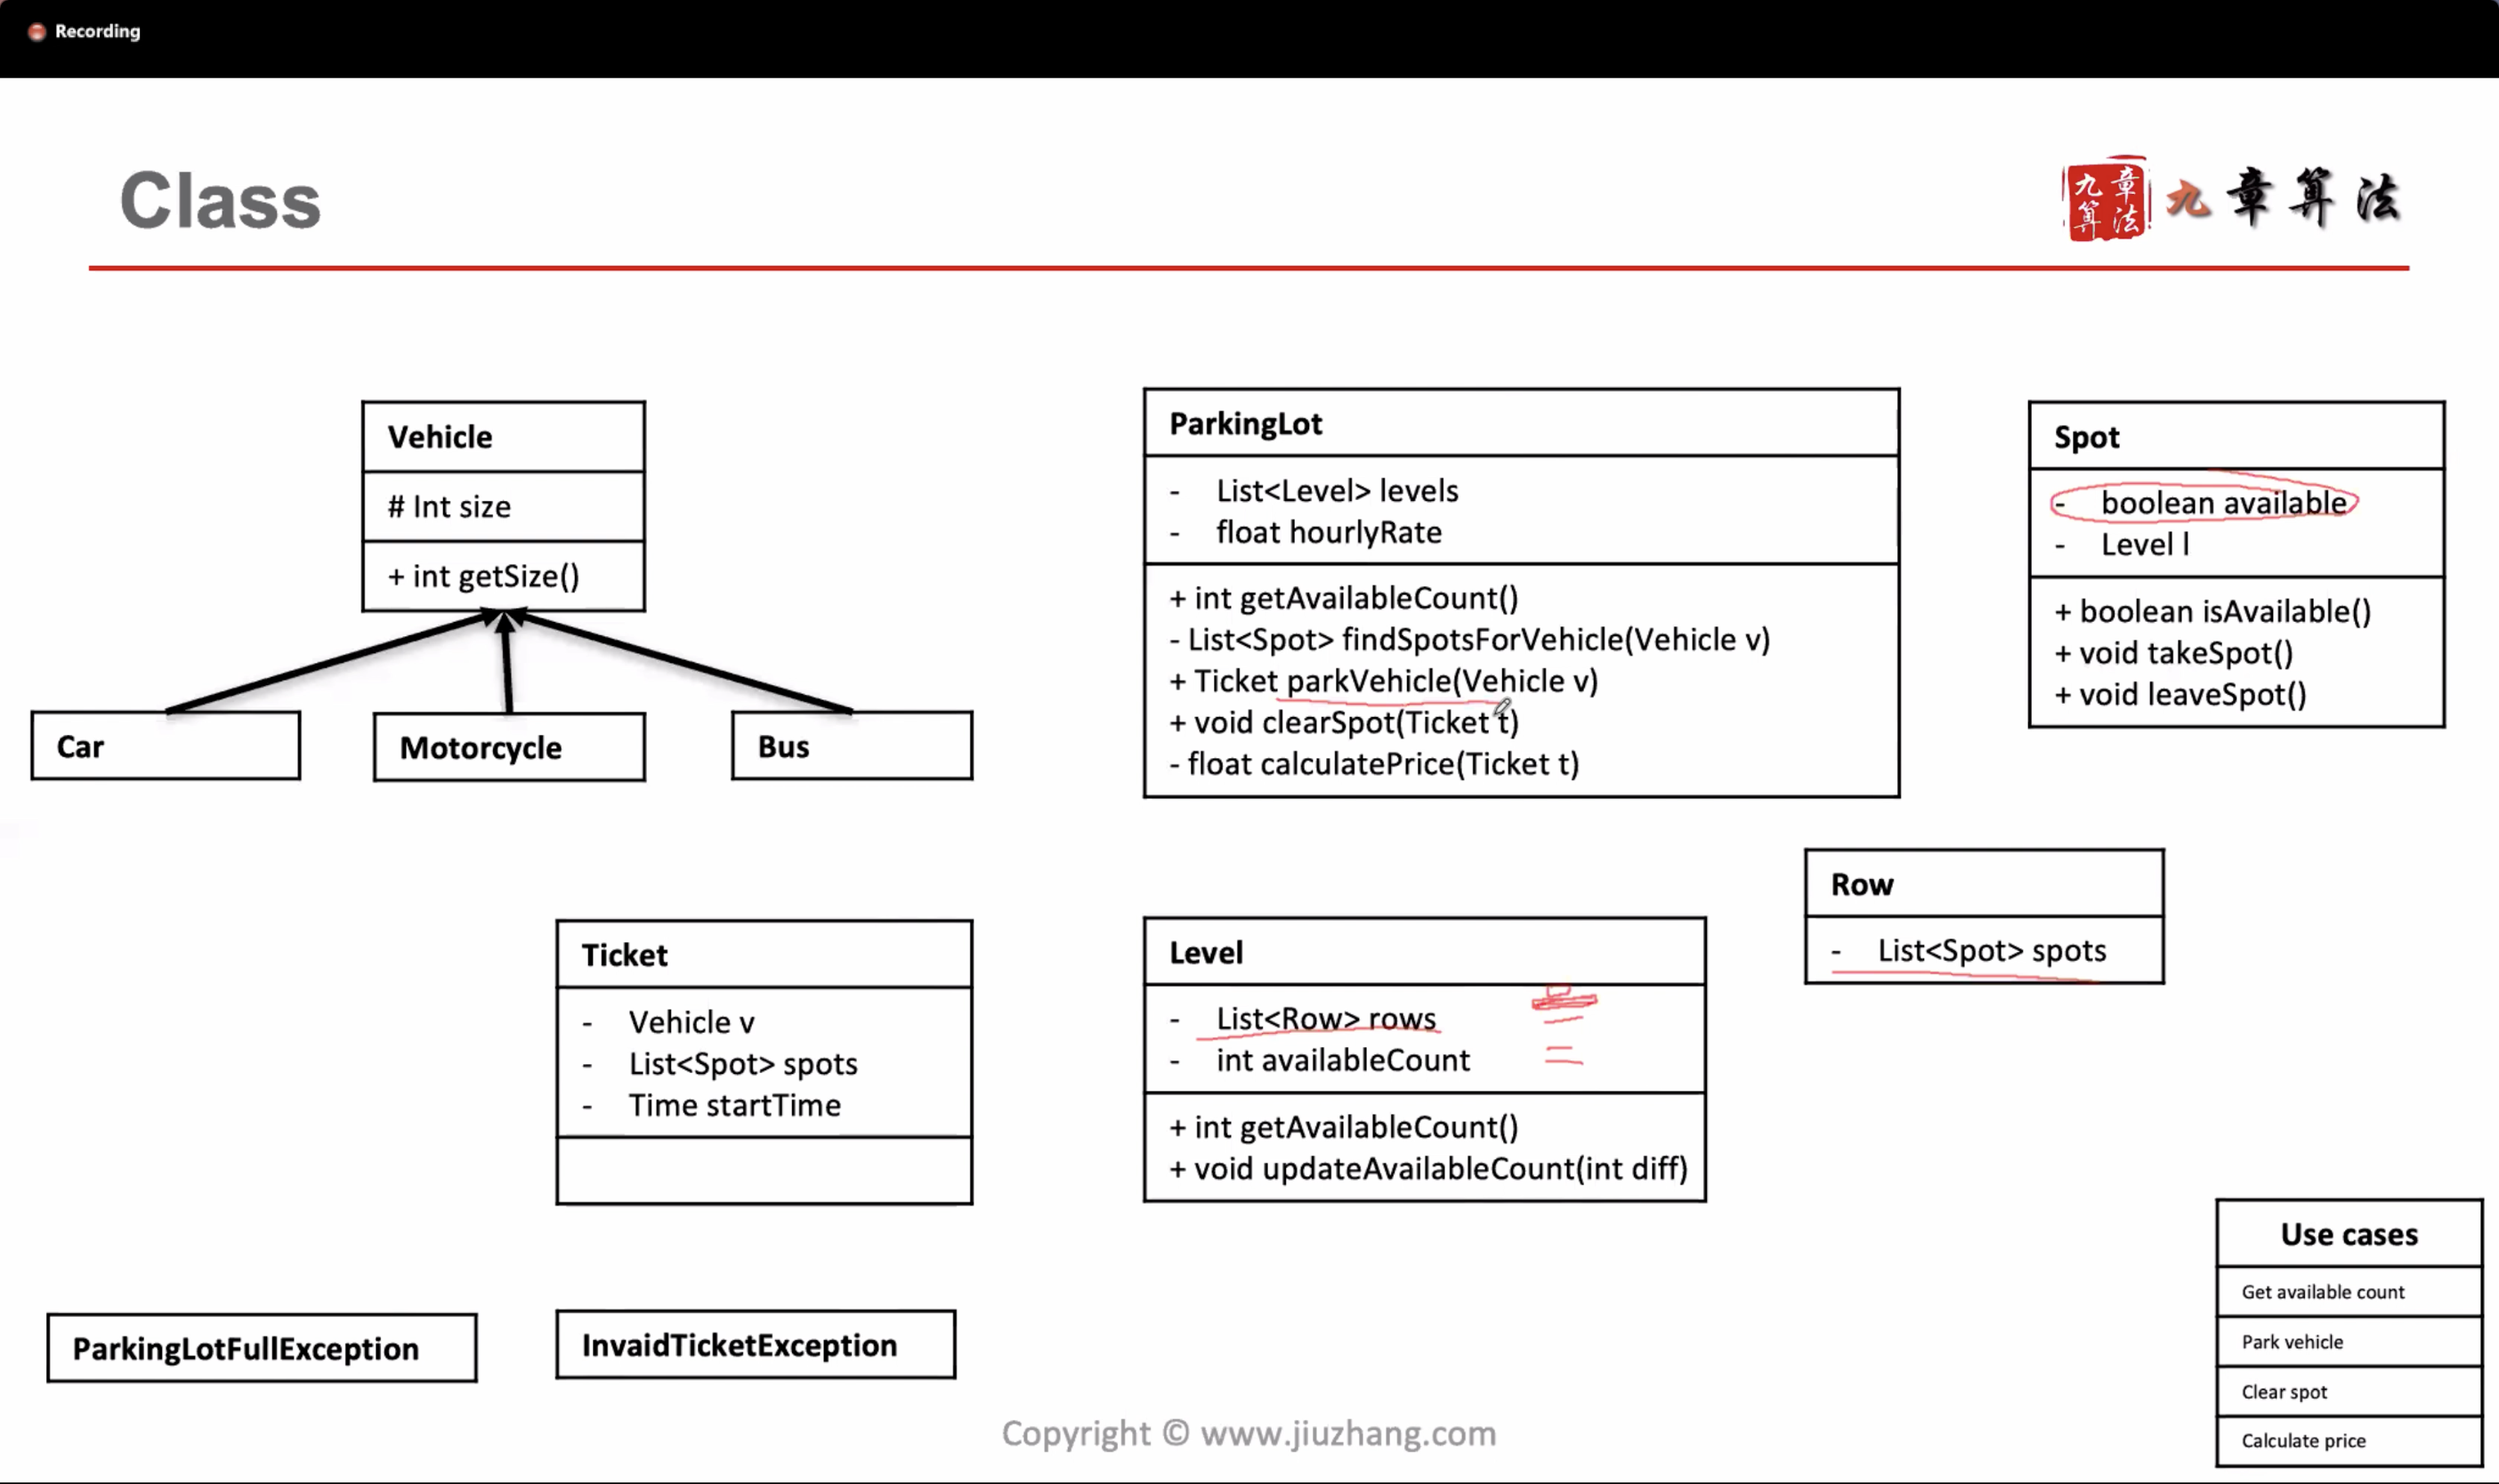 Recording
Class
九章
算法
九章算法
Vehicle
# Int size
+ int getSize()
Car
Motorcycle
Bus
ParkingLot
- List<Level> levels
- float hourlyRate
+ int getAvailableCount()
- List<Spot> findSpotsForVehicle(Vehicle v)
+ Ticket parkVehicle(Vehicle v)
+ void clearSpot(Ticket t)
- float calculatePrice(Ticket t)
Spot
- boolean available
- Level l
+ boolean isAvailable()
+ void takeSpot()
+ void leaveSpot()
Ticket
- Vehicle v
- List<Spot> spots
- Time startTime
Level
- List<Row> rows
- int availableCount
+ int getAvailableCount()
+ void updateAvailableCount(int diff)
Row
- List<Spot> spots
ParkingLotFullException
InvaidTicketException
Use cases
Get available count
Park vehicle
Clear spot
Calculate price
Copyright © www.jiuzhang.com